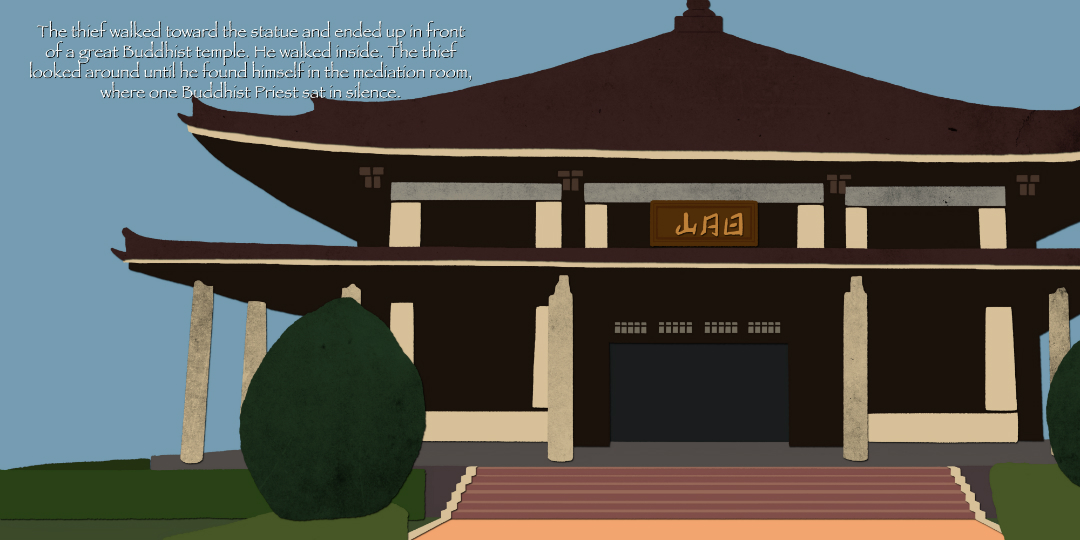 The thief walked toward the statue and ended up in front
of a great Buddhist temple. He walked inside. The thief
looked around until he found himself in the mediation room,
where one Buddhist Priest sat in silence.
山月日